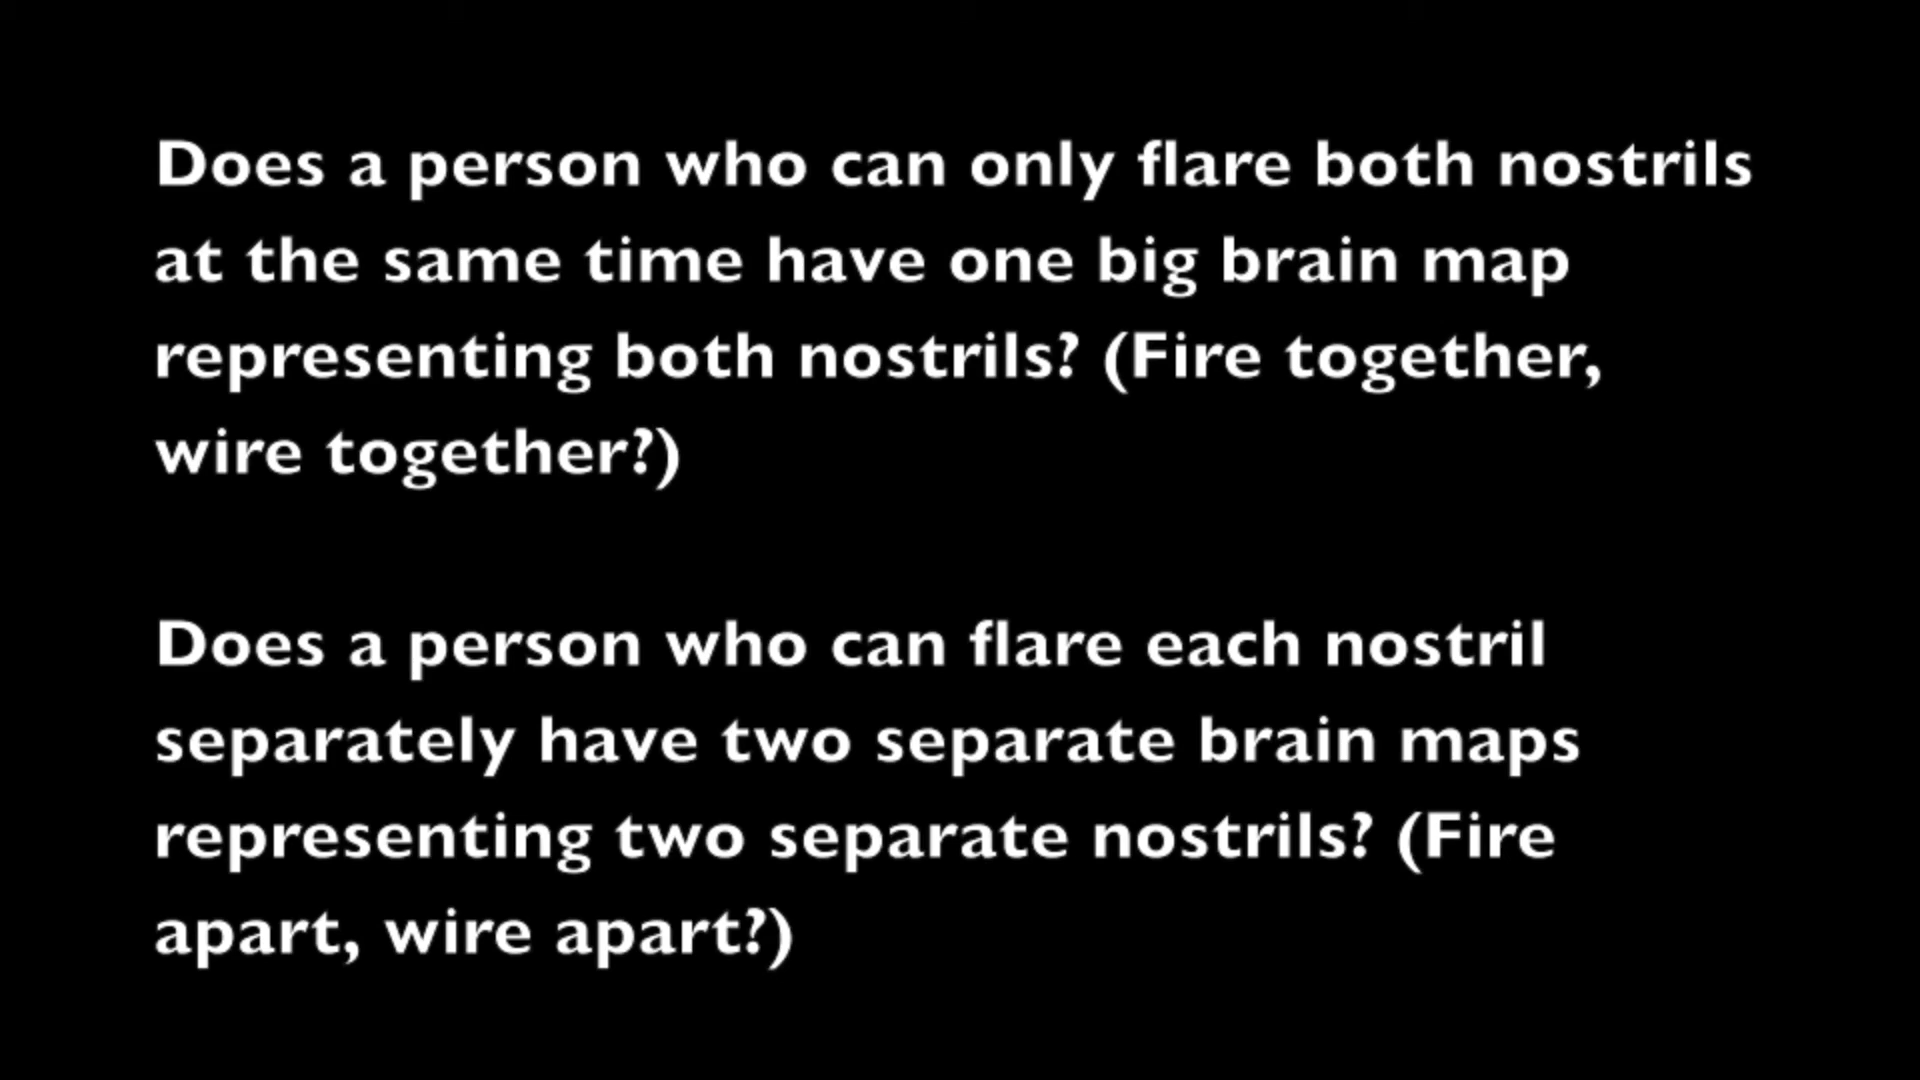 Does a person who can only flare both nostrils
at the same time have one big brain map
representing both nostrils? (Fire together,
wire together?)
Does a person who can flare each nostril
separately have two separate brain maps
representing two separate nostrils? (Fire
apart, wire apart?)